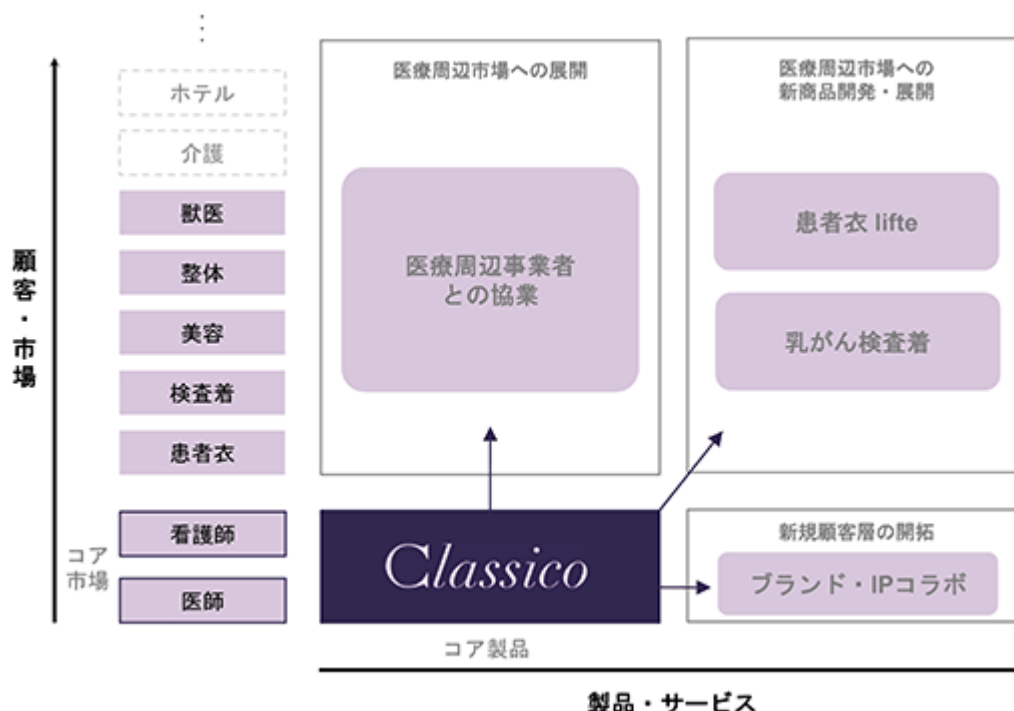 ⋮
ホテル
介護
獣医
整体
美容
検査着
患者衣
看護師
医師
顧客・市場
コア
市場
医療周辺市場への展開
医療周辺事業者
との協業
医療周辺市場への
新商品開発・展開
患者衣 lifte
乳がん検査着
Classico
コア製品
新規顧客層の開拓
ブランド・IPコラボ
製品・サービス